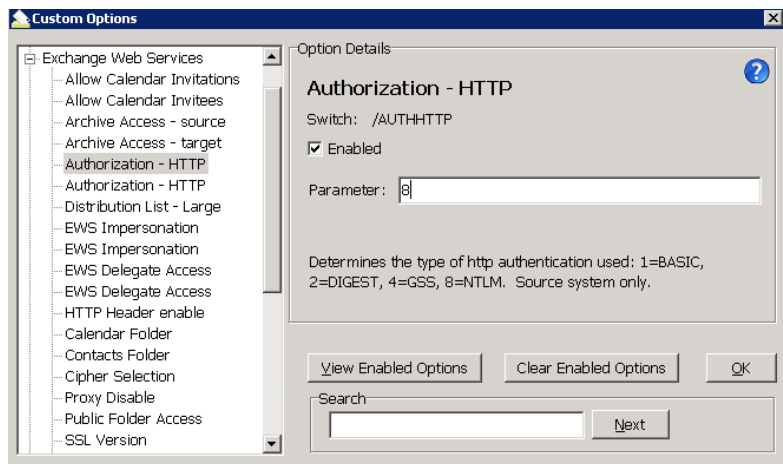 Custom Options
Exchange Web Services
Allow Calendar Invitations
Allow Calendar Invitees
Archive Access - source
Archive Access - target
Authorization - HTTP
Authorization - HTTP
Distribution List - Large
EWS Impersonation
EWS Impersonation
EWS Delegate Access
EWS Delegate Access
HTTP Header enable
Calendar Folder
Contacts Folder
Cipher Selection
Proxy Disable
Public Folder Access
SSL Version
Option Details
Authorization - HTTP
Switch: /AUTHHTTP
Enabled
Parameter: 8
Determines the type of http authentication used: 1=BASIC,
2=DIGEST, 4=GSS, 8=NTLM. Source system only.
View Enabled Options Clear Enabled Options OK
Search
Next